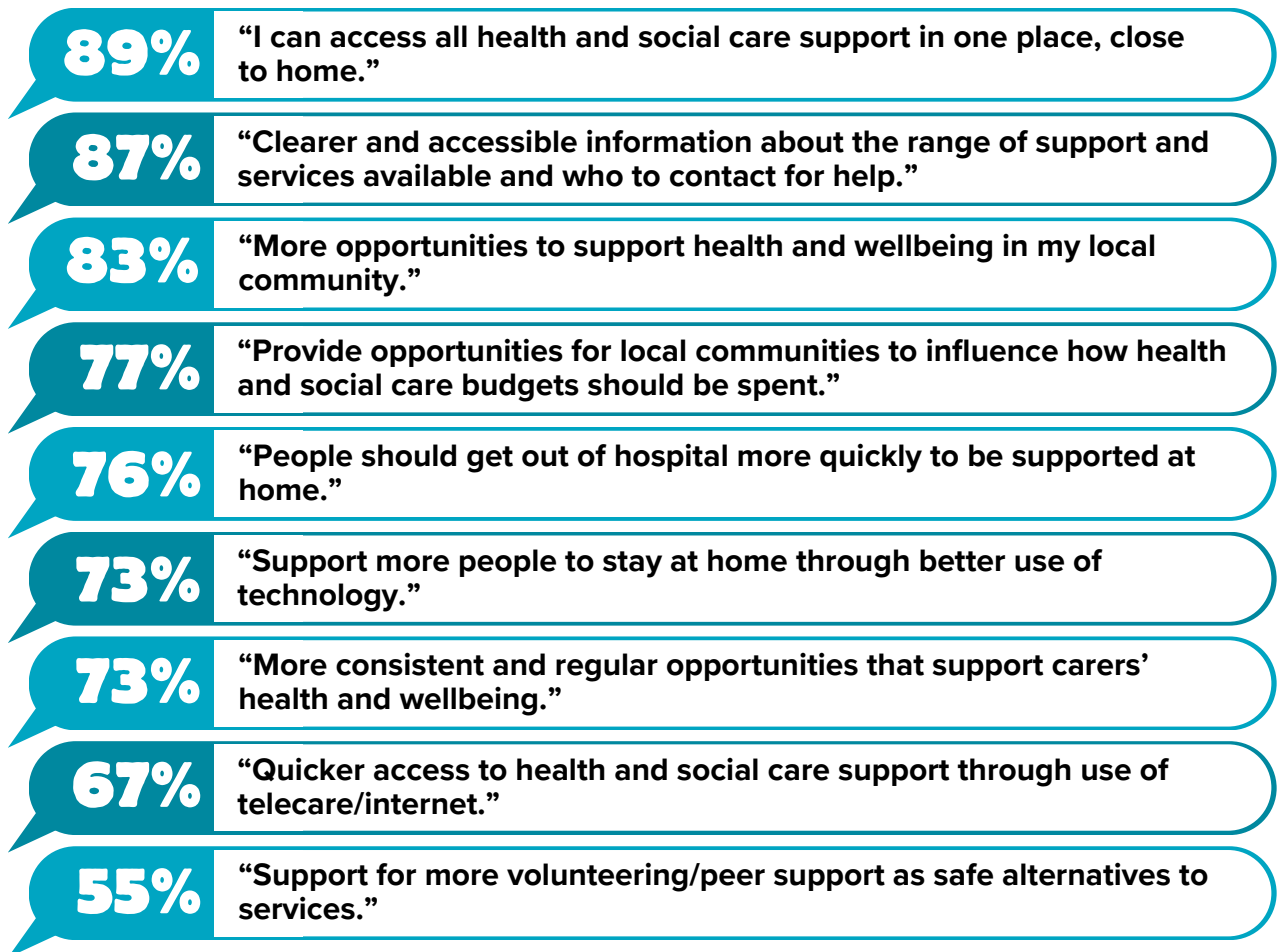 89%
“I can access all health and social care support in one place, close
to home.”
87%
“Clearer and accessible information about the range of support and
services available and who to contact for help.”
83%
“More opportunities to support health and wellbeing in my local
community.”
77%
“Provide opportunities for local communities to influence how health
and social care budgets should be spent.”
76%
“People should get out of hospital more quickly to be supported at
home.”
73%
“Support more people to stay at home through better use of
technology.”
73%
“More consistent and regular opportunities that support carers’
health and wellbeing.”
67%
“Quicker access to health and social care support through use of
telecare/internet.”
55%
“Support for more volunteering/peer support as safe alternatives to
services.”